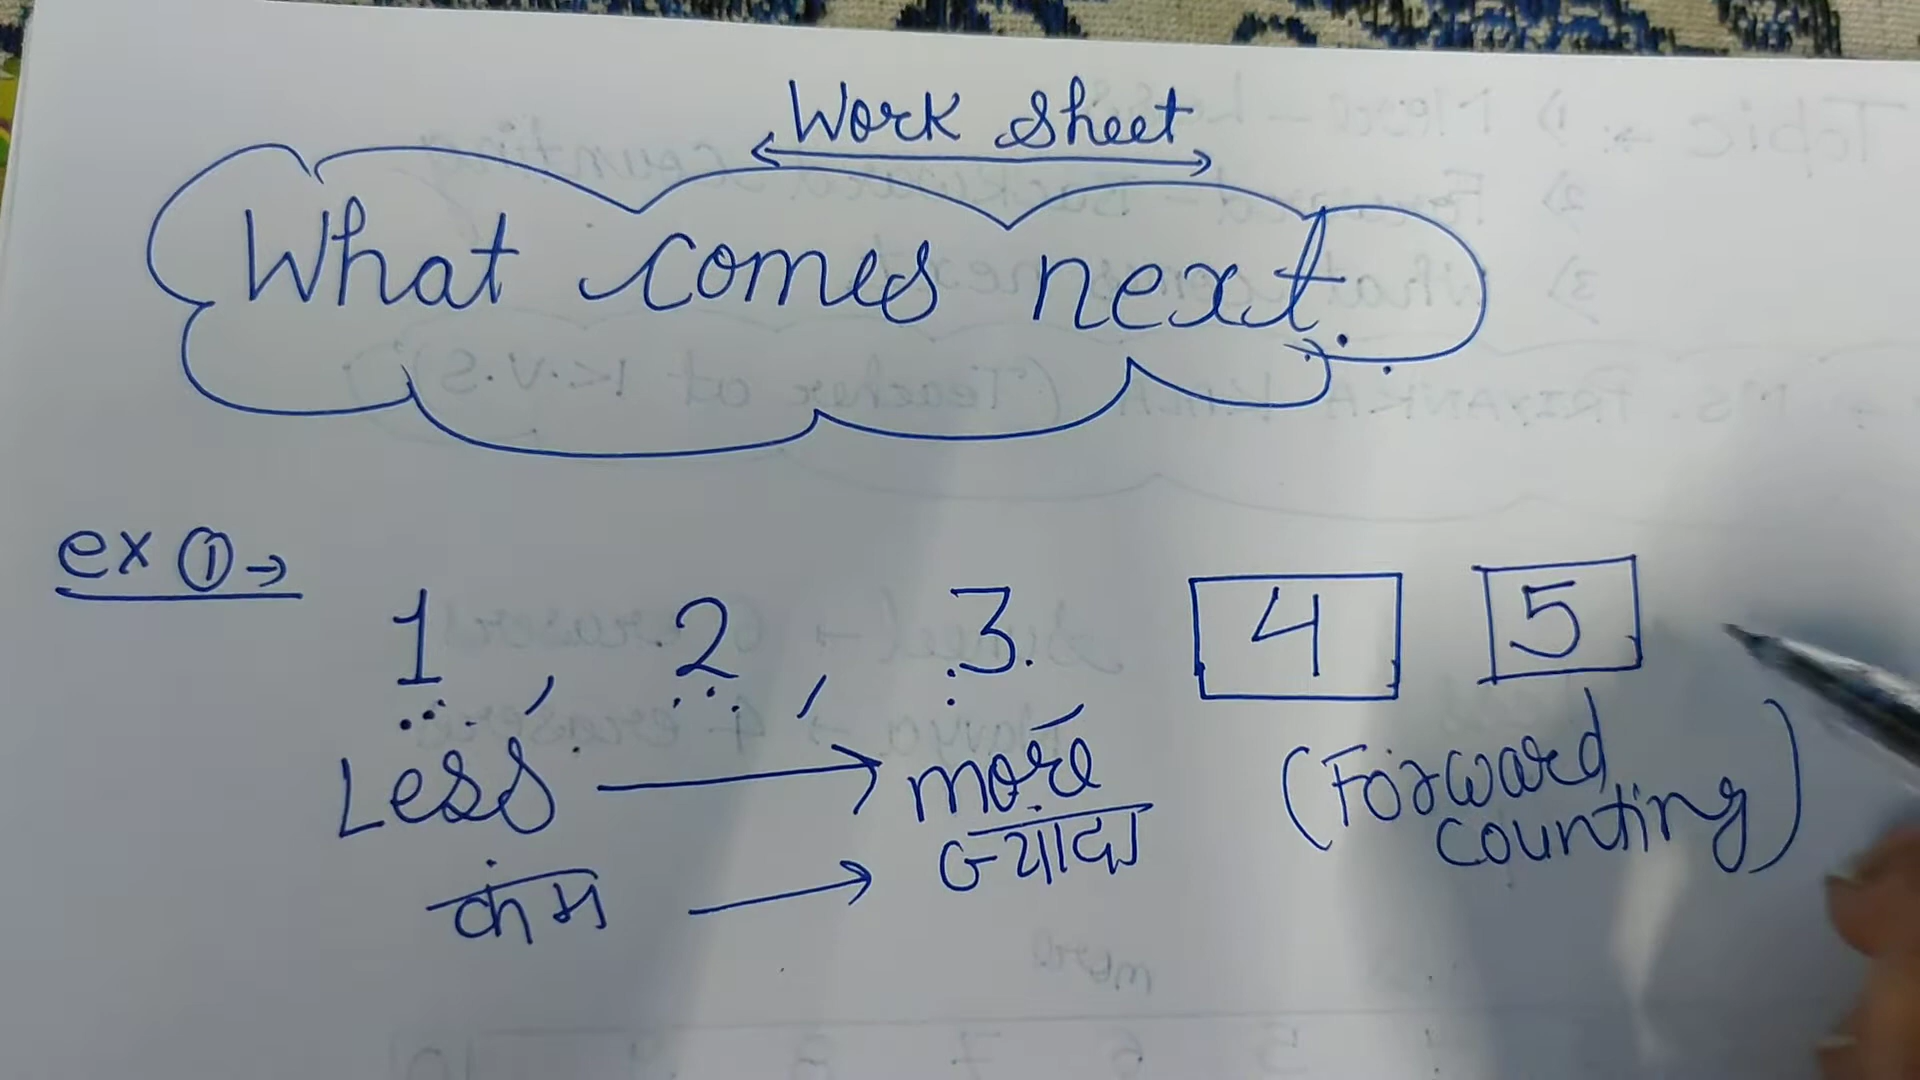 Work Sheet
What comes next.
ex ① →
1 , 2 , 3. 4 5
Less → more
कम → ज्यादा
(Forward
counting)